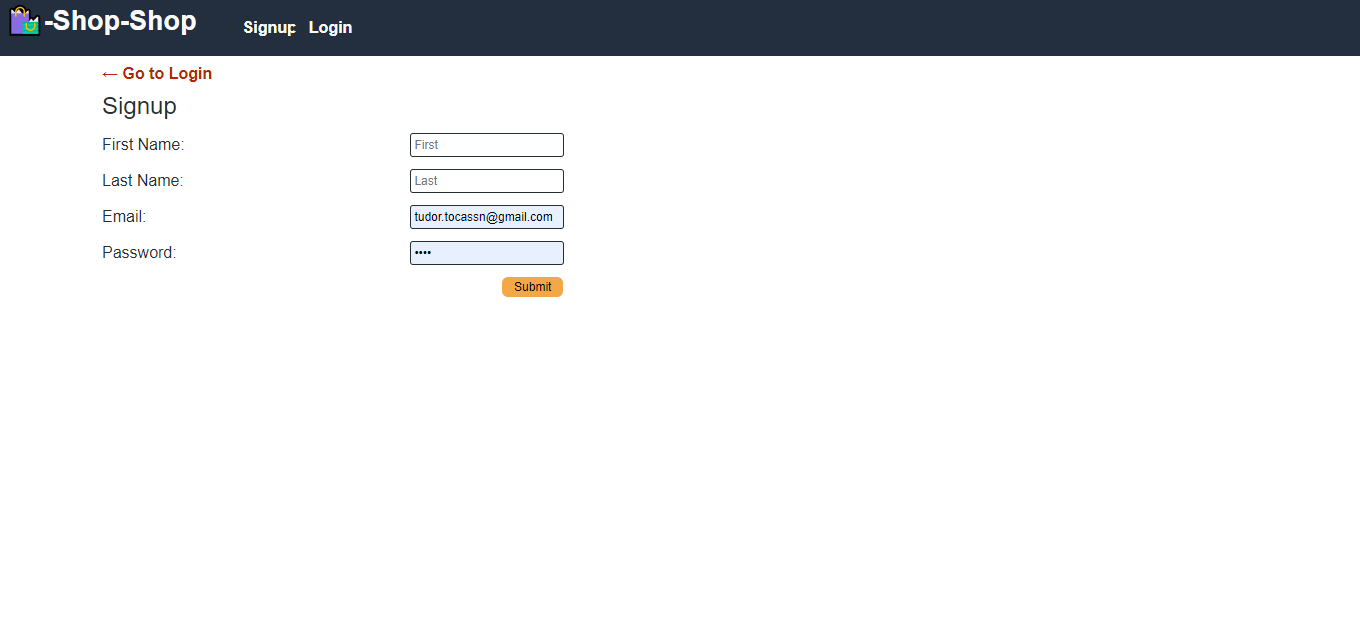 -Shop-Shop Signup Login
← Go to Login
Signup
First Name: First
Last Name: Last
Email: tudor.tocassn@gmail.com
Password: ••••
Submit